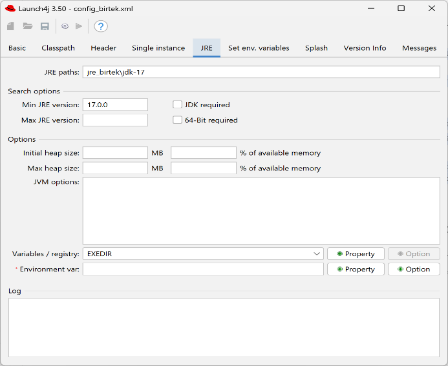 Launch4j 3.50 - config_birtek.xml
Basic Classpath Header Single instance JRE Set env. variables Splash Version Info Messages
JRE paths: jre_birtek\jdk-17
Search options
Min JRE version: 17.0.0 JDK required
Max JRE version: 64-Bit required
Options
Initial heap size: MB % of available memory
Max heap size: MB % of available memory
JVM options:
Variables / registry: EXEDIR Property Option
* Environment var: Property Option
Log